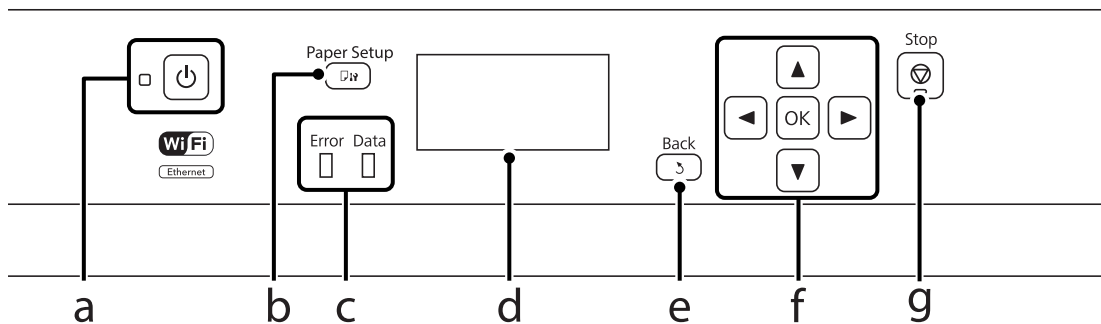 Paper Setup
Stop
Error Data
OK
Back
WiFi
Ethernet
a b c d e f g